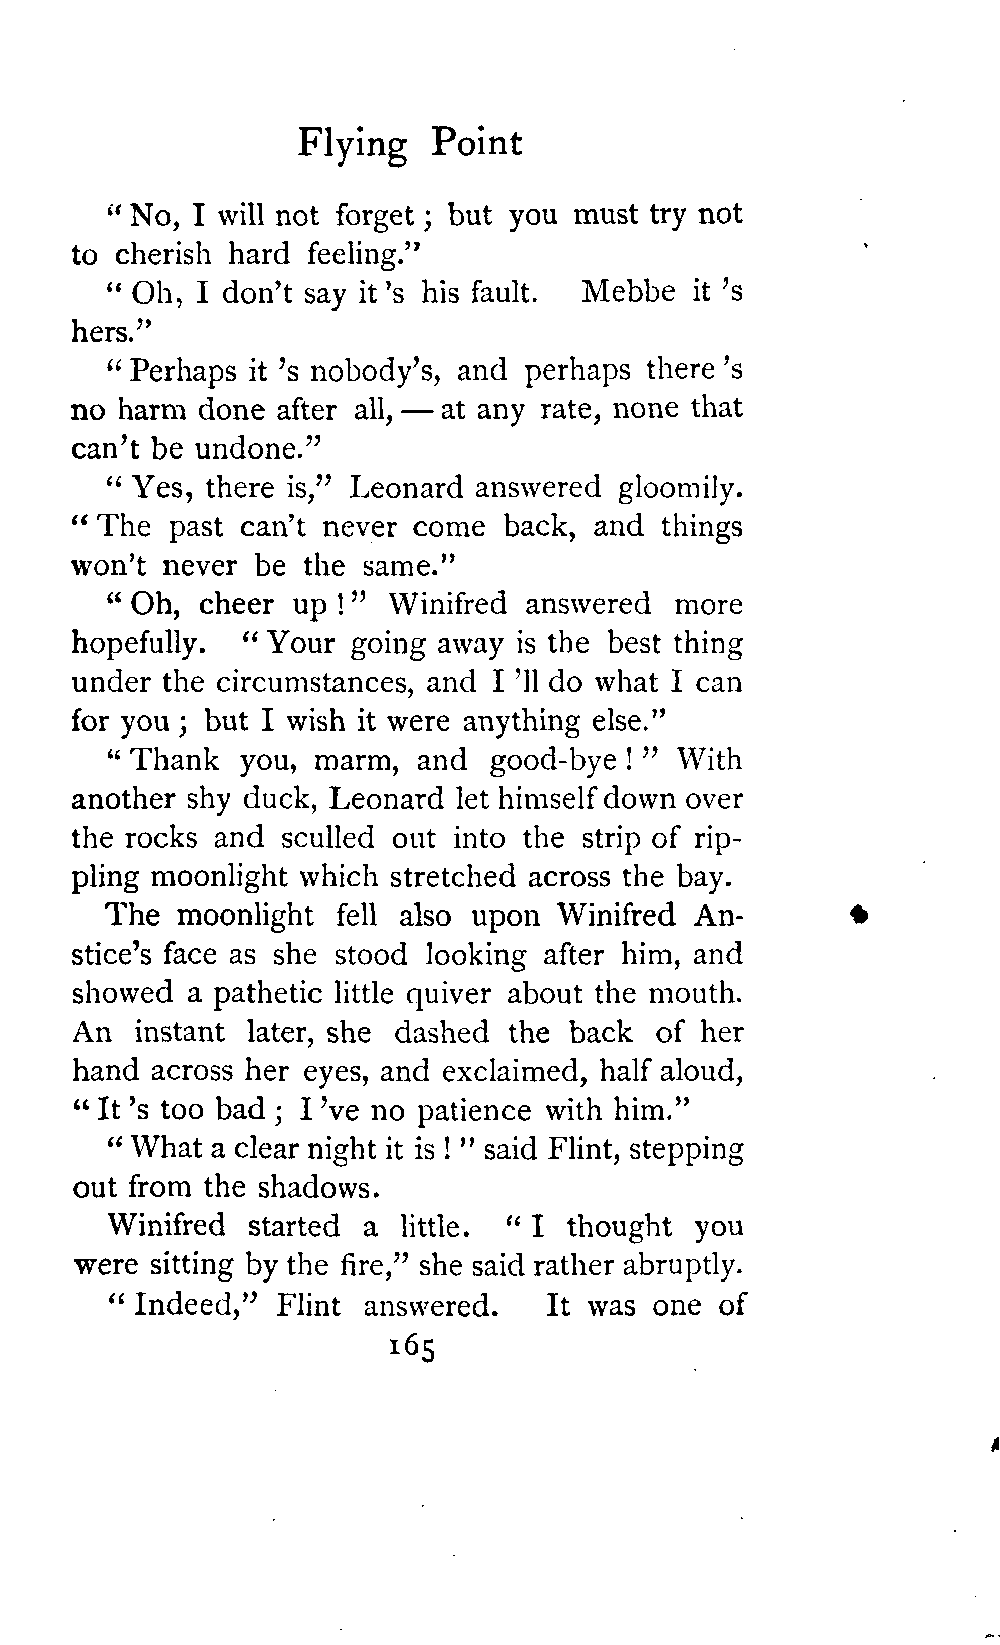 Flying Point
" No, I will not forget ; but you must try not
to cherish hard feeling."
" Oh, I don't say it 's his fault. Mebbe it 's
hers."
" Perhaps it 's nobody's, and perhaps there 's
no harm done after all, — at any rate, none that
can't be undone."
" Yes, there is," Leonard answered gloomily.
" The past can't never come back, and things
won't never be the same."
" Oh, cheer up ! " Winifred answered more
hopefully. " Your going away is the best thing
under the circumstances, and I 'll do what I can
for you ; but I wish it were anything else."
" Thank you, marm, and good-bye ! " With
another shy duck, Leonard let himself down over
the rocks and sculled out into the strip of rip-
pling moonlight which stretched across the bay.
The moonlight fell also upon Winifred An-
stice's face as she stood looking after him, and
showed a pathetic little quiver about the mouth.
An instant later, she dashed the back of her
hand across her eyes, and exclaimed, half aloud,
" It 's too bad ; I 've no patience with him."
" What a clear night it is ! " said Flint, stepping
out from the shadows.
Winifred started a little. " I thought you
were sitting by the fire," she said rather abruptly.
" Indeed," Flint answered. It was one of
165